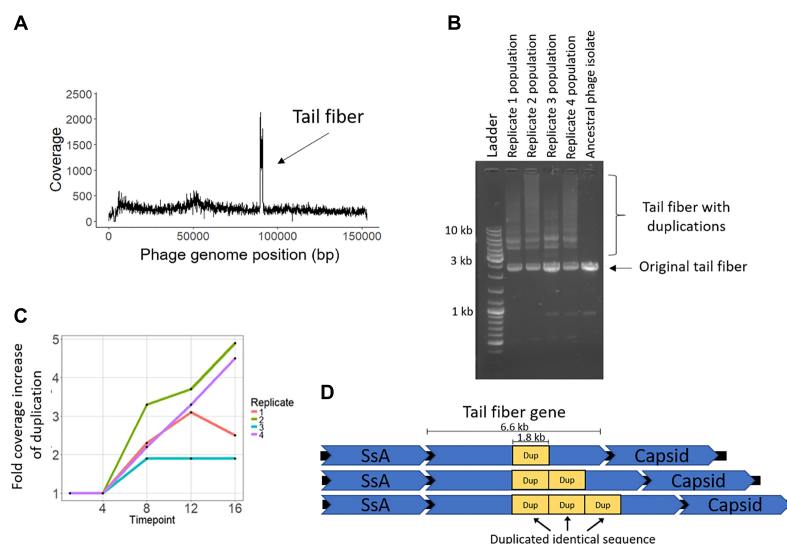 A
2500
2000
1500
1000
500
0
Coverage
Tail fiber
0
50000
100000
150000
Phage genome position (bp)
B
Ladder
Replicate 1 population
Replicate 2 population
Replicate 3 population
Replicate 4 population
Ancestral phage isolate
10 kb
3 kb
1 kb
Tail fiber with
duplications
Original tail fiber
C
5
4
3
2
1
Fold coverage increase
of duplication
4
8
12
16
Timepoint
Replicate
1
2
3
4
D
Tail fiber gene
6.6 kb
1.8 kb
SsA
Dup
Capsid
SsA
Dup
Dup
Capsid
SsA
Dup
Dup
Dup
Capsid
Duplicated identical sequence